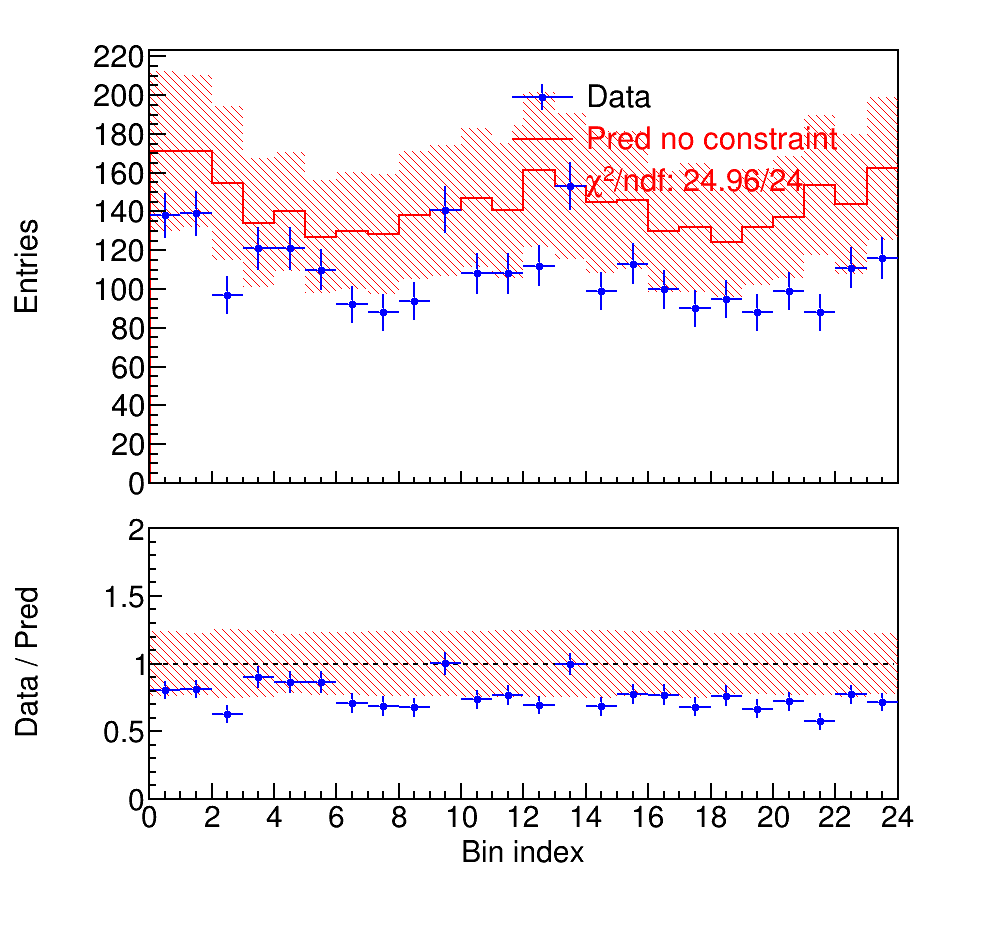 220
200
180
160
140
120
100
80
60
40
20
0
Entries
Data
Pred no constraint
χ²/ndf: 24.96/24
2
1.5
1
0.5
0
Data / Pred
0 2 4 6 8 10 12 14 16 18 20 22 24
Bin index